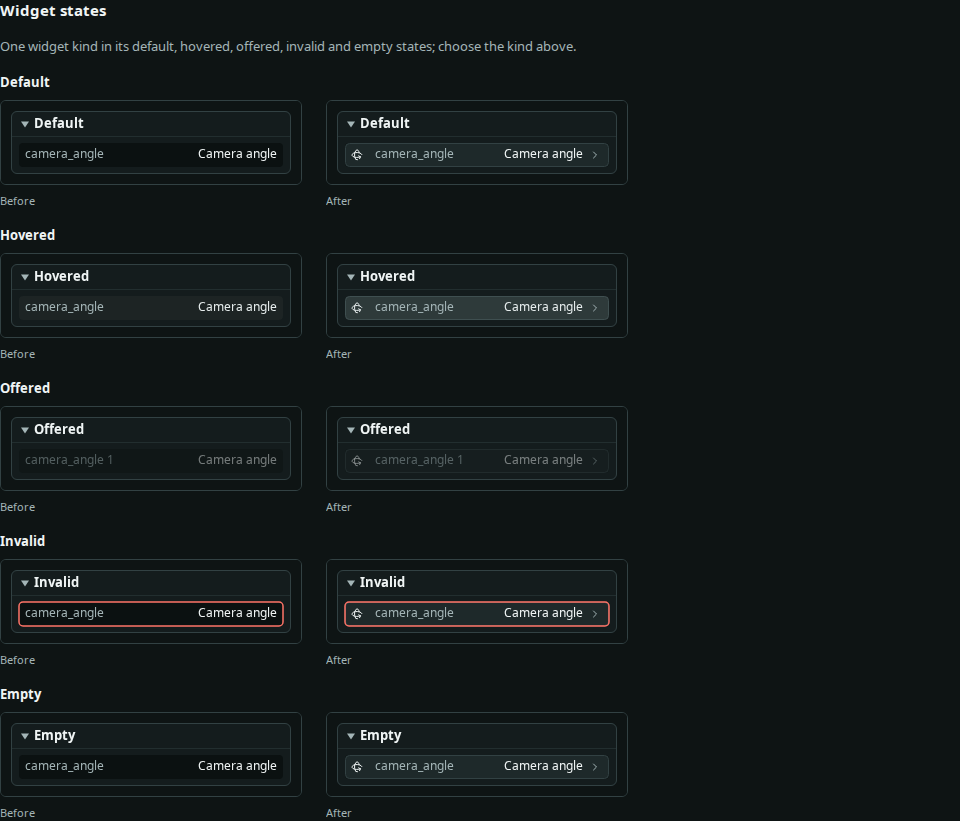 Widget states
One widget kind in its default, hovered, offered, invalid and empty states; choose the kind above.
Default
Default
Default
camera_angle Camera angle
camera_angle Camera angle
Before
After
Hovered
Hovered
Hovered
camera_angle Camera angle
camera_angle Camera angle
Before
After
Offered
Offered
Offered
camera_angle 1 Camera angle
camera_angle 1 Camera angle
Before
After
Invalid
Invalid
Invalid
camera_angle Camera angle
camera_angle Camera angle
Before
After
Empty
Empty
Empty
camera_angle Camera angle
camera_angle Camera angle
Before
After